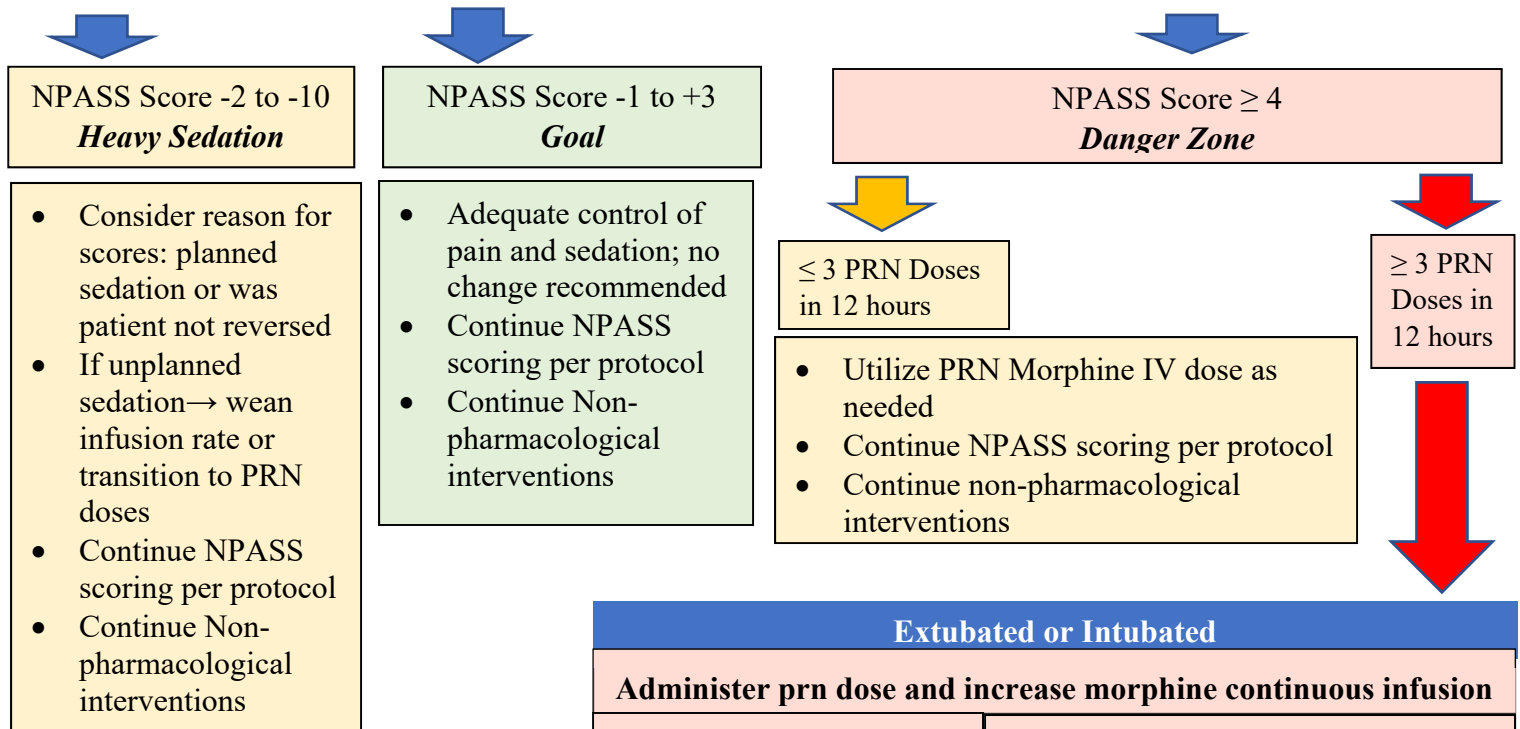 NPASS Score -2 to -10
Heavy Sedation
• Consider reason for
scores: planned
sedation or was
patient not reversed
• If unplanned
sedation→ wean
infusion rate or
transition to PRN
doses
• Continue NPASS
scoring per protocol
• Continue Non-
pharmacological
interventions
NPASS Score -1 to +3
Goal
• Adequate control of
pain and sedation; no
change recommended
• Continue NPASS
scoring per protocol
• Continue Non-
pharmacological
interventions
NPASS Score ≥ 4
Danger Zone
≤ 3 PRN Doses
in 12 hours
• Utilize PRN Morphine IV dose as
needed
• Continue NPASS scoring per protocol
• Continue non-pharmacological
interventions
≥ 3 PRN
Doses in
12 hours
Extubated or Intubated
Administer prn dose and increase morphine continuous infusion